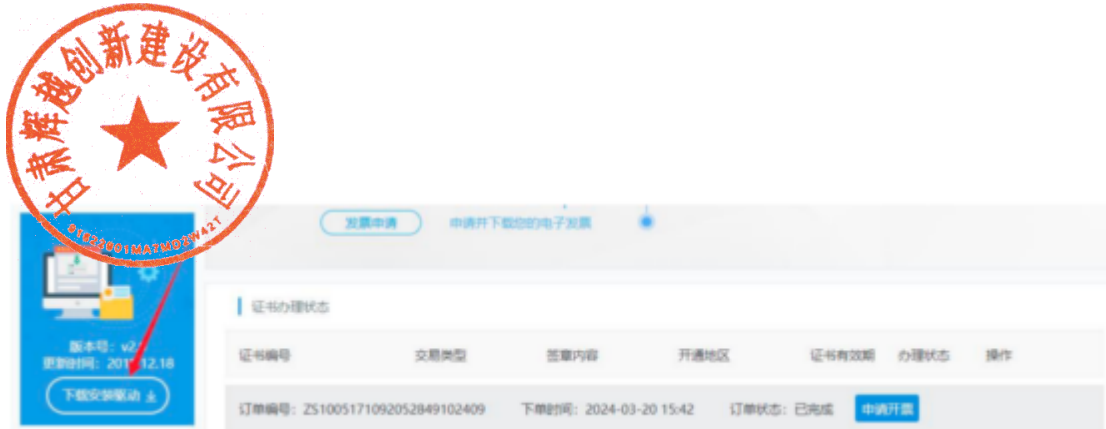 甘肃辉越创新建设有限公司
发票申请 申请并下载您的电子发票
证书办理状态
版本号：
更新时间：
下载安装驱动
证书编号 交易类型 签章内容 开通地区 证书有效期 办理状态 操作
订单编号：ZS1005171092052849102409 下单时间：2024-03-20 15:42 订单状态：已完成 申请开票